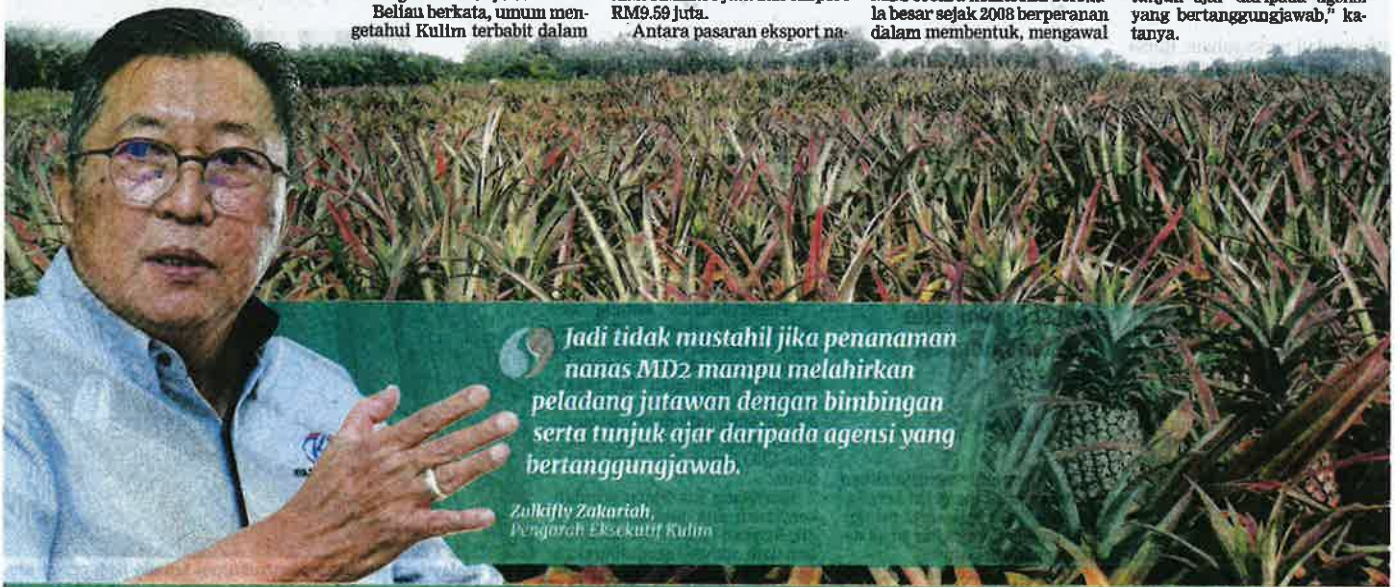 Beliau berkata, umum men-
getahui Kulim terbabit dalam
RM9.59 juta.
Antara pasaran eksport na-
la besar sejak 2008 berperanan
dalam membentuk, mengawal
yang bertanggungjawab," ka-
tanya.
Jadi tidak mustahil jika penanaman
nanas MD2 mampu melahirkan
peladang jutawan dengan bimbingan
serta tunjuk ajar daripada agensi yang
bertanggungjawab.
Zulkifly Zakariah,
Pengarah Eksekutif Kulim